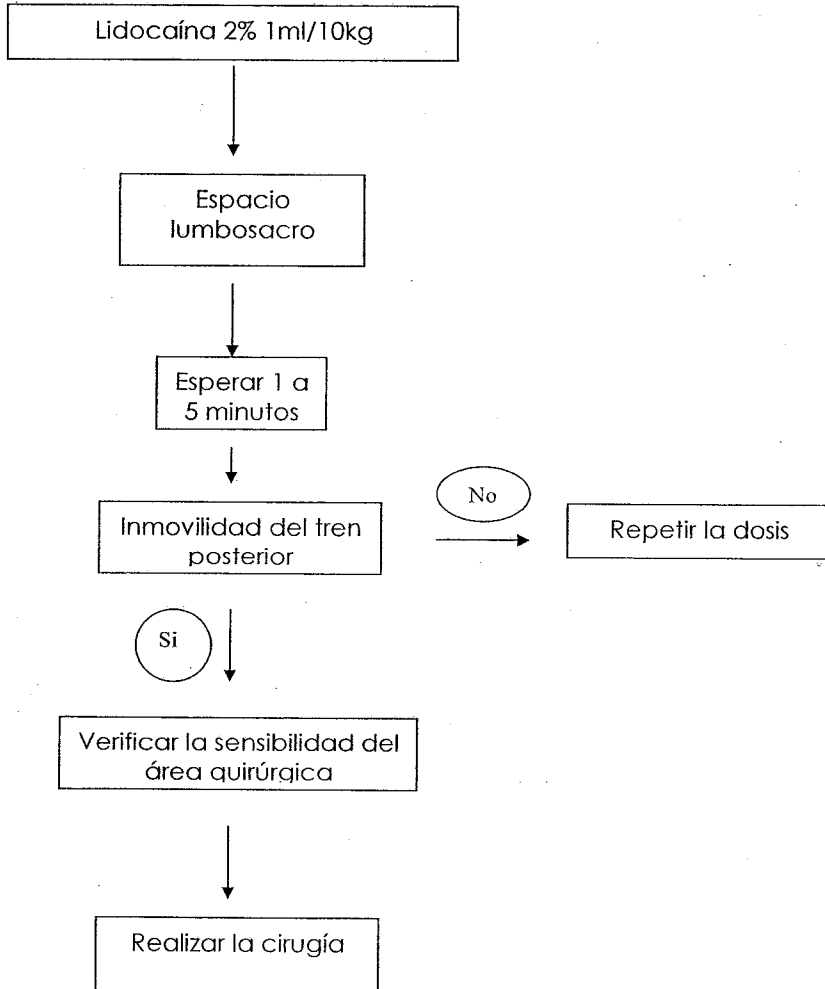 Lidocaína 2% 1ml/10kg
Espacio
lumbosacro
Esperar 1 a
5 minutos
Inmovilidad del tren
posterior
No
Repetir la dosis
Si
Verificar la sensibilidad del
área quirúrgica
Realizar la cirugía